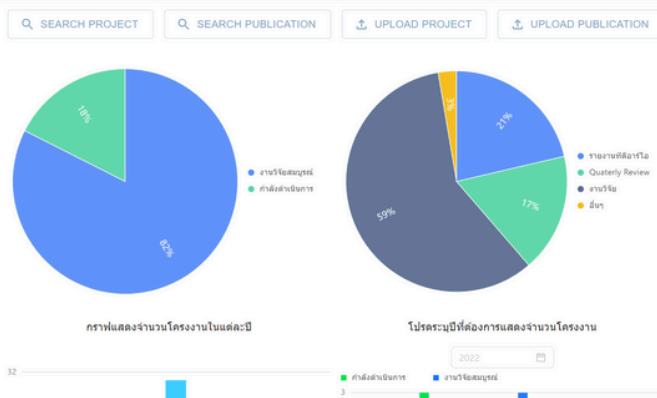 SEARCH PROJECT
SEARCH PUBLICATION
UPLOAD PROJECT
UPLOAD PUBLICATION
18%
82%
งานวิจัยสมบูรณ์
กำลังดำเนินการ
3%
21%
17%
59%
รายงานทีดีอาร์ไอ
Quaterly Review
งานวิจัย
อื่นๆ
กราฟแสดงจำนวนโครงงานในแต่ละปี
โปรดระบุปีที่ต้องการแสดงจำนวนโครงงาน
2022
32
กำลังดำเนินการ
งานวิจัยสมบูรณ์
3